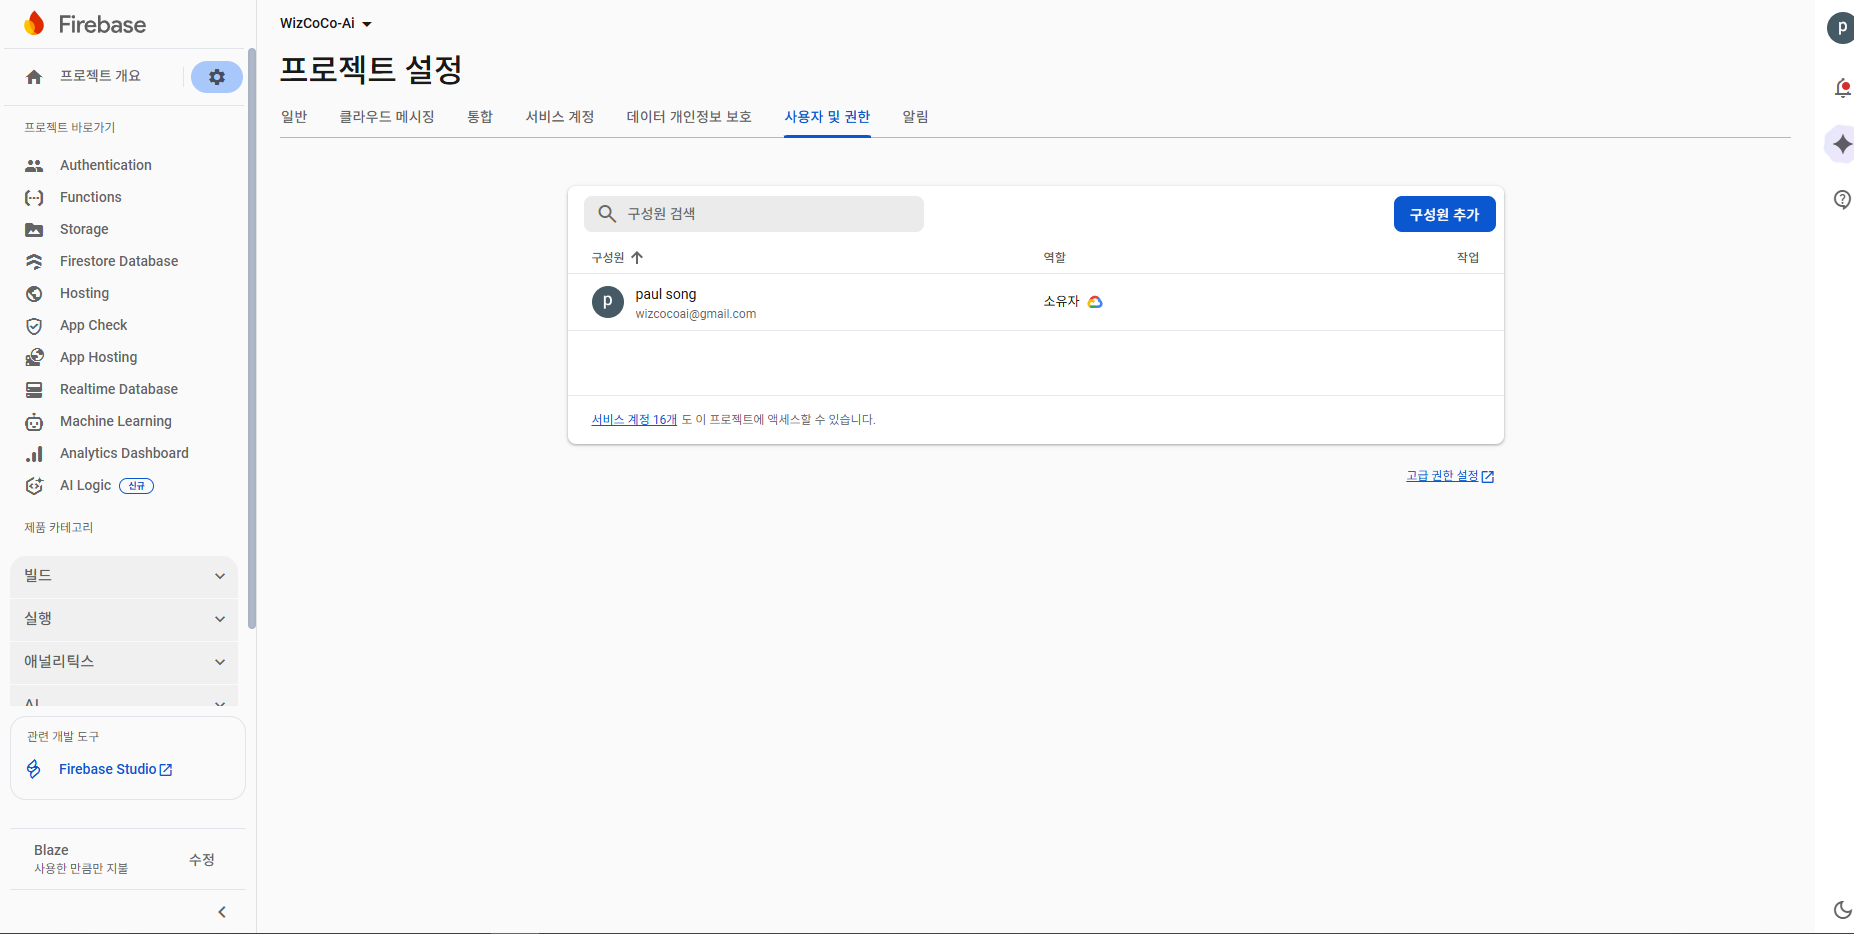 Firebase
프로젝트 개요
프로젝트 바로가기
Authentication
Functions
Storage
Firestore Database
Hosting
App Check
App Hosting
Realtime Database
Machine Learning
Analytics Dashboard
AI Logic 신규
제품 카테고리
빌드
실행
애널리틱스
AI
관련 개발 도구
Firebase Studio
Blaze
사용한 만큼만 지불
수정
WizCoCo-Ai
프로젝트 설정
일반 클라우드 메시징 통합 서비스 계정 데이터 개인정보 보호 사용자 및 권한 알림
구성원 검색
구성원 추가
구성원 역할 작업
p
paul song
wizcocoai@gmail.com
소유자
서비스 계정 16개 도 이 프로젝트에 액세스할 수 있습니다.
고급 권한 설정
p